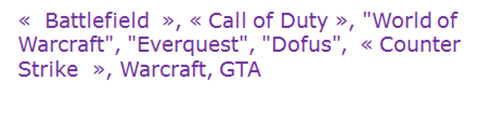 «  Battlefield  », « Call of Duty », "World of
Warcraft", "Everquest", "Dofus",  « Counter
Strike  », Warcraft, GTA